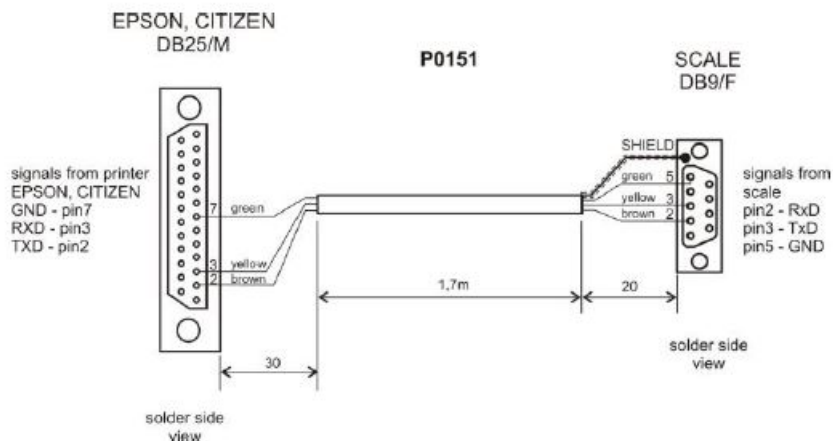 EPSON, CITIZEN
DB25/M
P0151
SCALE
DB9/F
signals from printer
EPSON, CITIZEN
GND - pin7
RXD - pin3
TXD - pin2
7
green
3
yellow
2
brown
SHIELD
green 5
yellow 3
brown 2
signals from
scale
pin2 - RxD
pin3 - TxD
pin5 - GND
1,7m
20
30
solder side
view
solder side
view